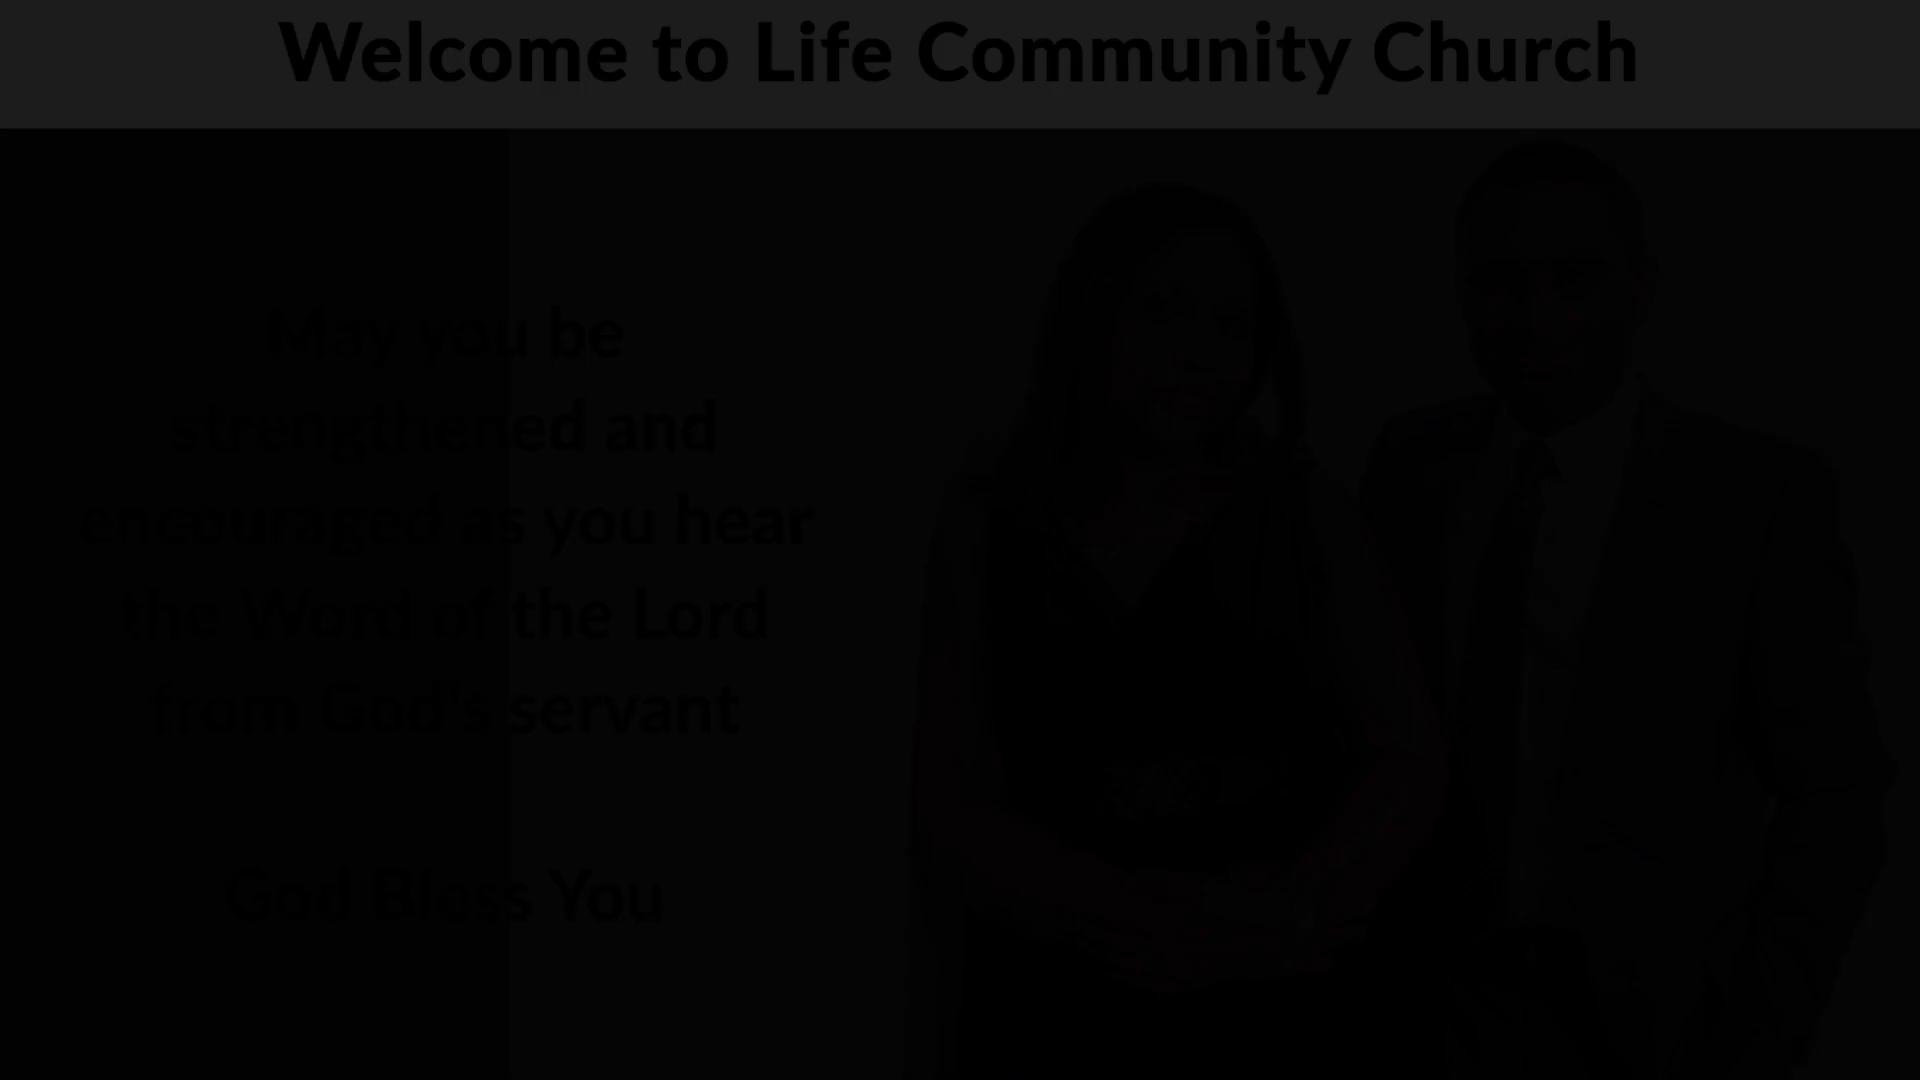 Welcome to Life Community Church
May you be
strengthened and
encouraged as you hear
the Word of the Lord
from God's servant
God Bless You